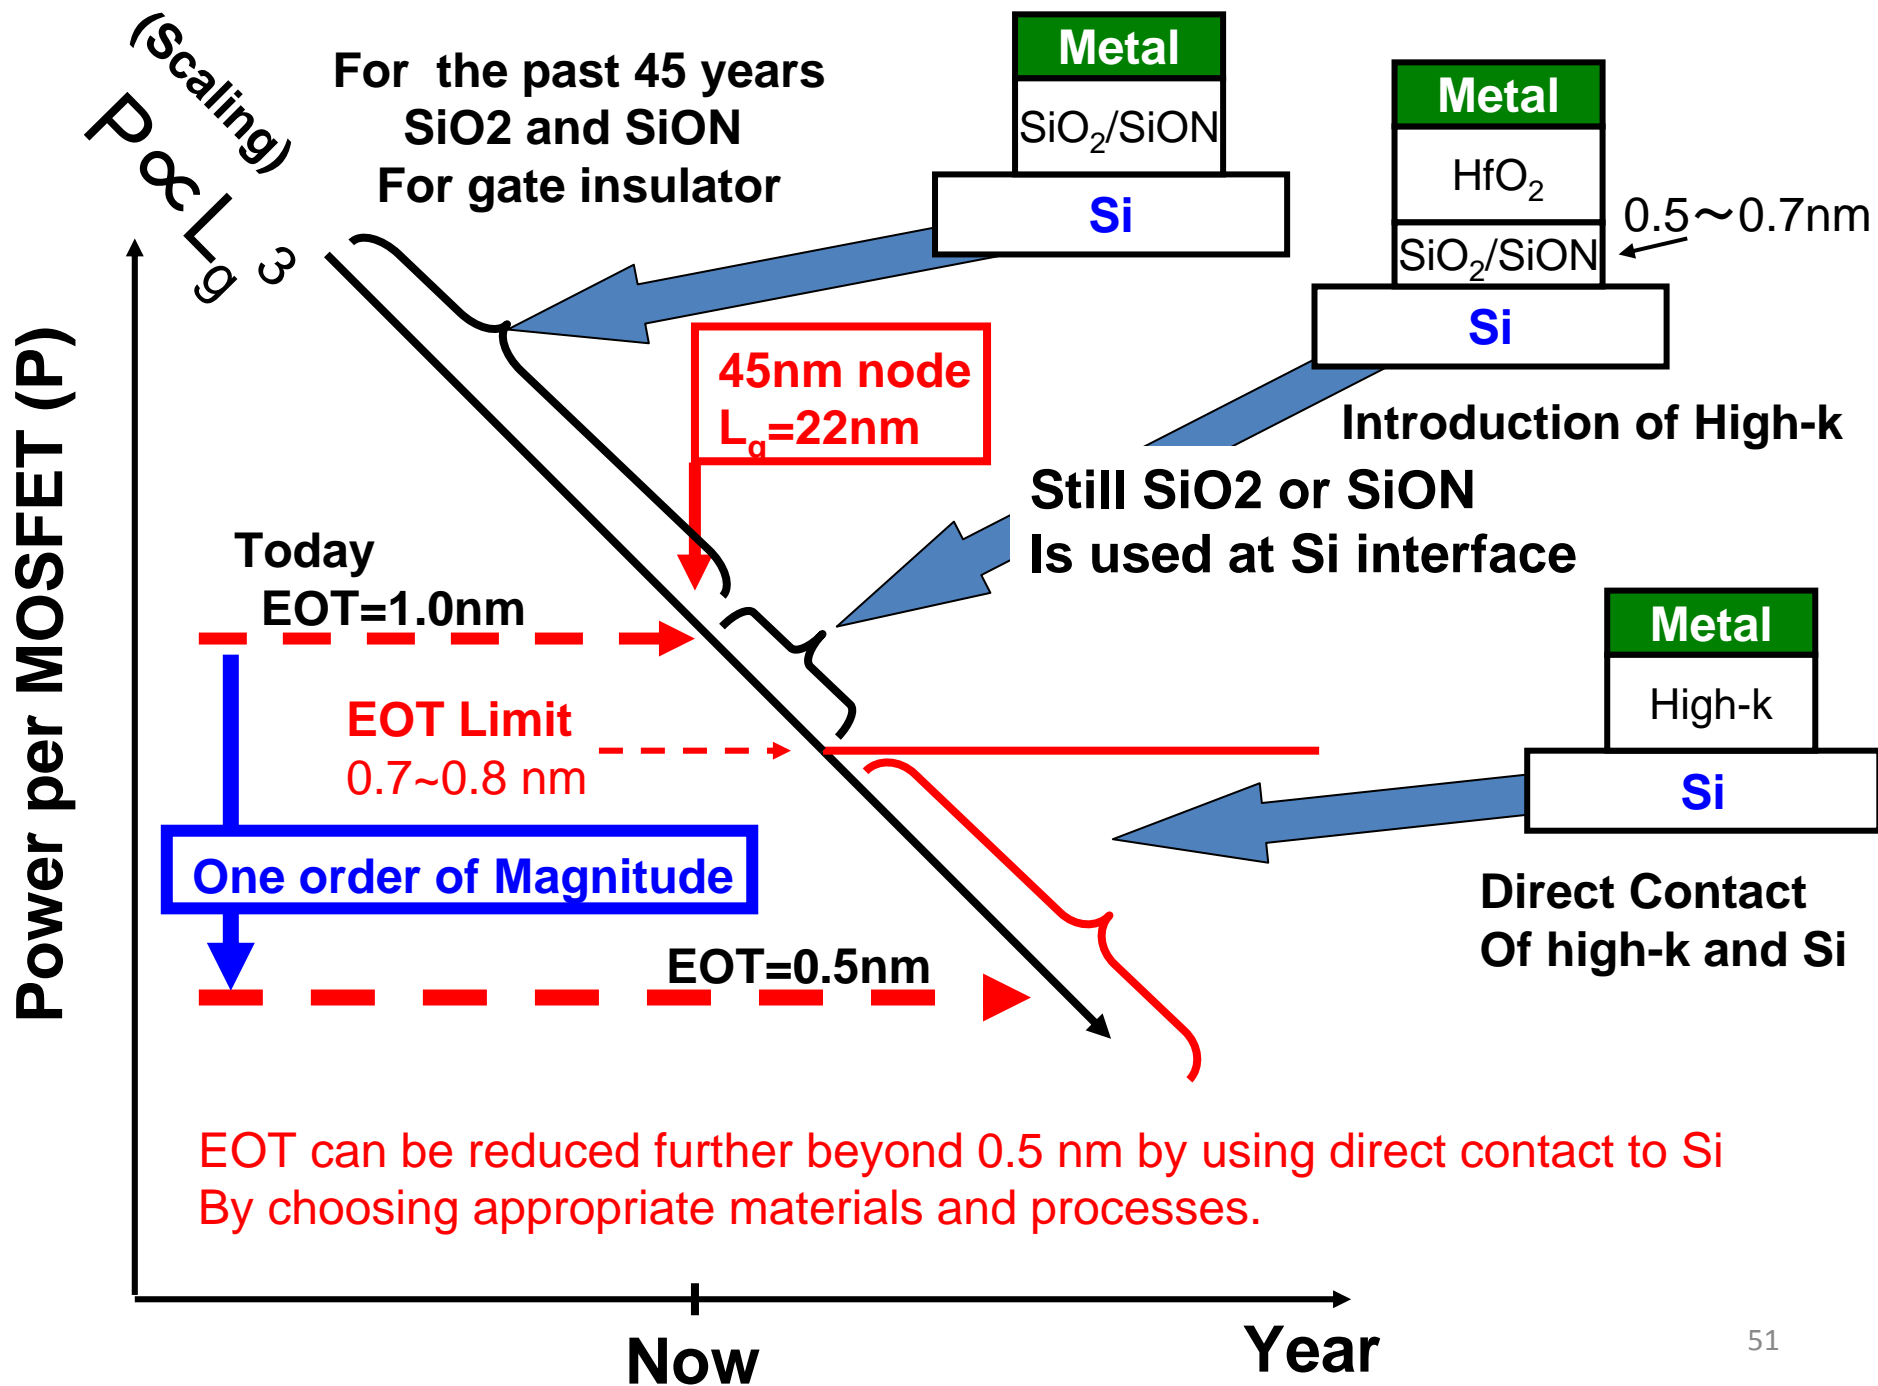 (Scaling)
P∝Lg 3
For the past 45 years
SiO2 and SiON
For gate insulator
Metal
SiO2/SiON
Si
Metal
HfO2
SiO2/SiON
Si
0.5～0.7nm
Introduction of High-k
45nm node
Lg=22nm
Still SiO2 or SiON
Is used at Si interface
Power per MOSFET (P)
Today
EOT=1.0nm
EOT Limit
0.7~0.8 nm
Metal
High-k
Si
One order of Magnitude
Direct Contact
Of high-k and Si
EOT=0.5nm
EOT can be reduced further beyond 0.5 nm by using direct contact to Si
By choosing appropriate materials and processes.
Now
Year
51